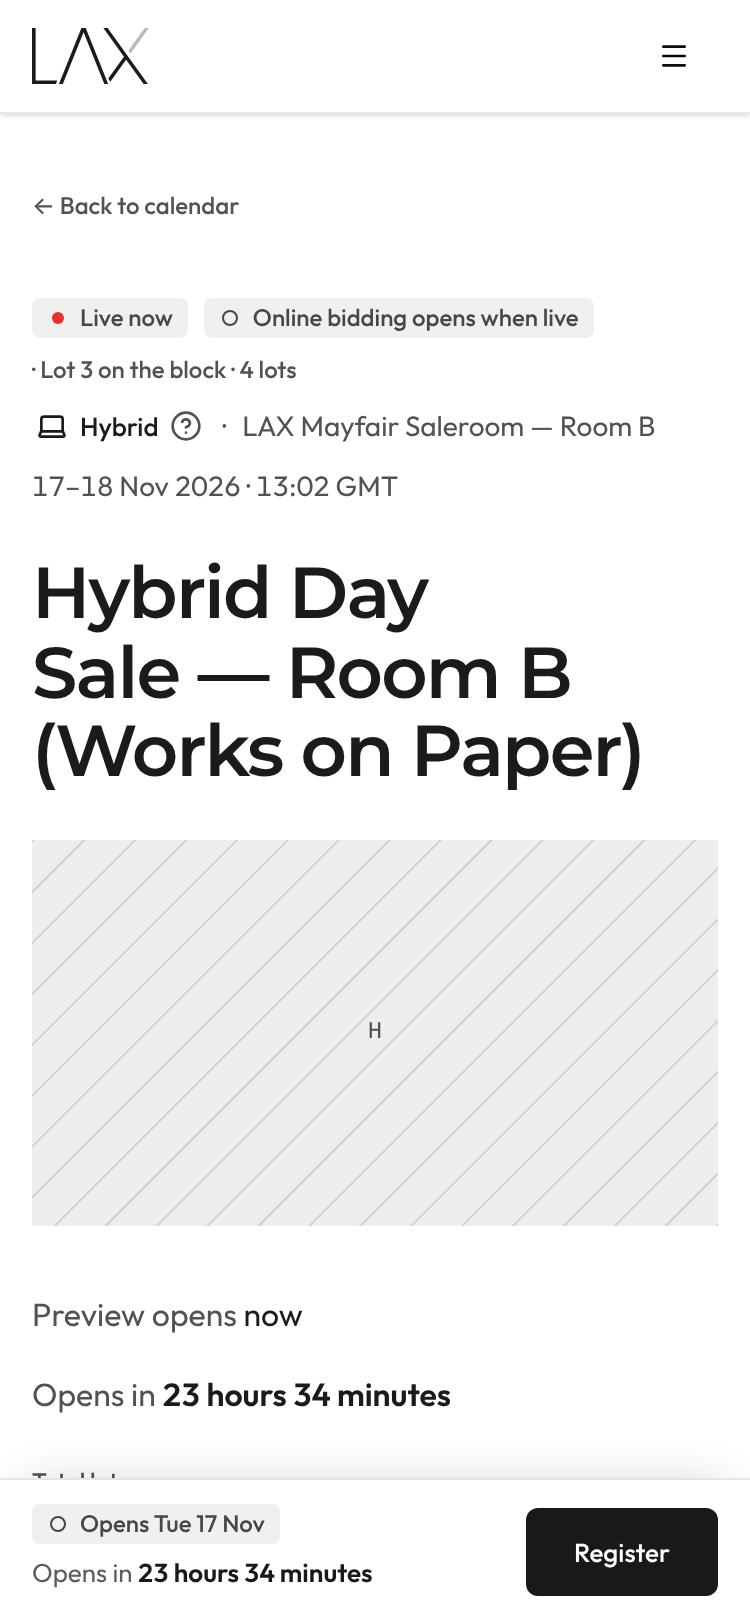 LAX
← Back to calendar
Live now
Online bidding opens when live
· Lot 3 on the block · 4 lots
Hybrid ? · LAX Mayfair Saleroom — Room B
17–18 Nov 2026 · 13:02 GMT
Hybrid Day
Sale — Room B
(Works on Paper)
H
Preview opens now
Opens in 23 hours 34 minutes
Opens Tue 17 Nov
Opens in 23 hours 34 minutes
Register